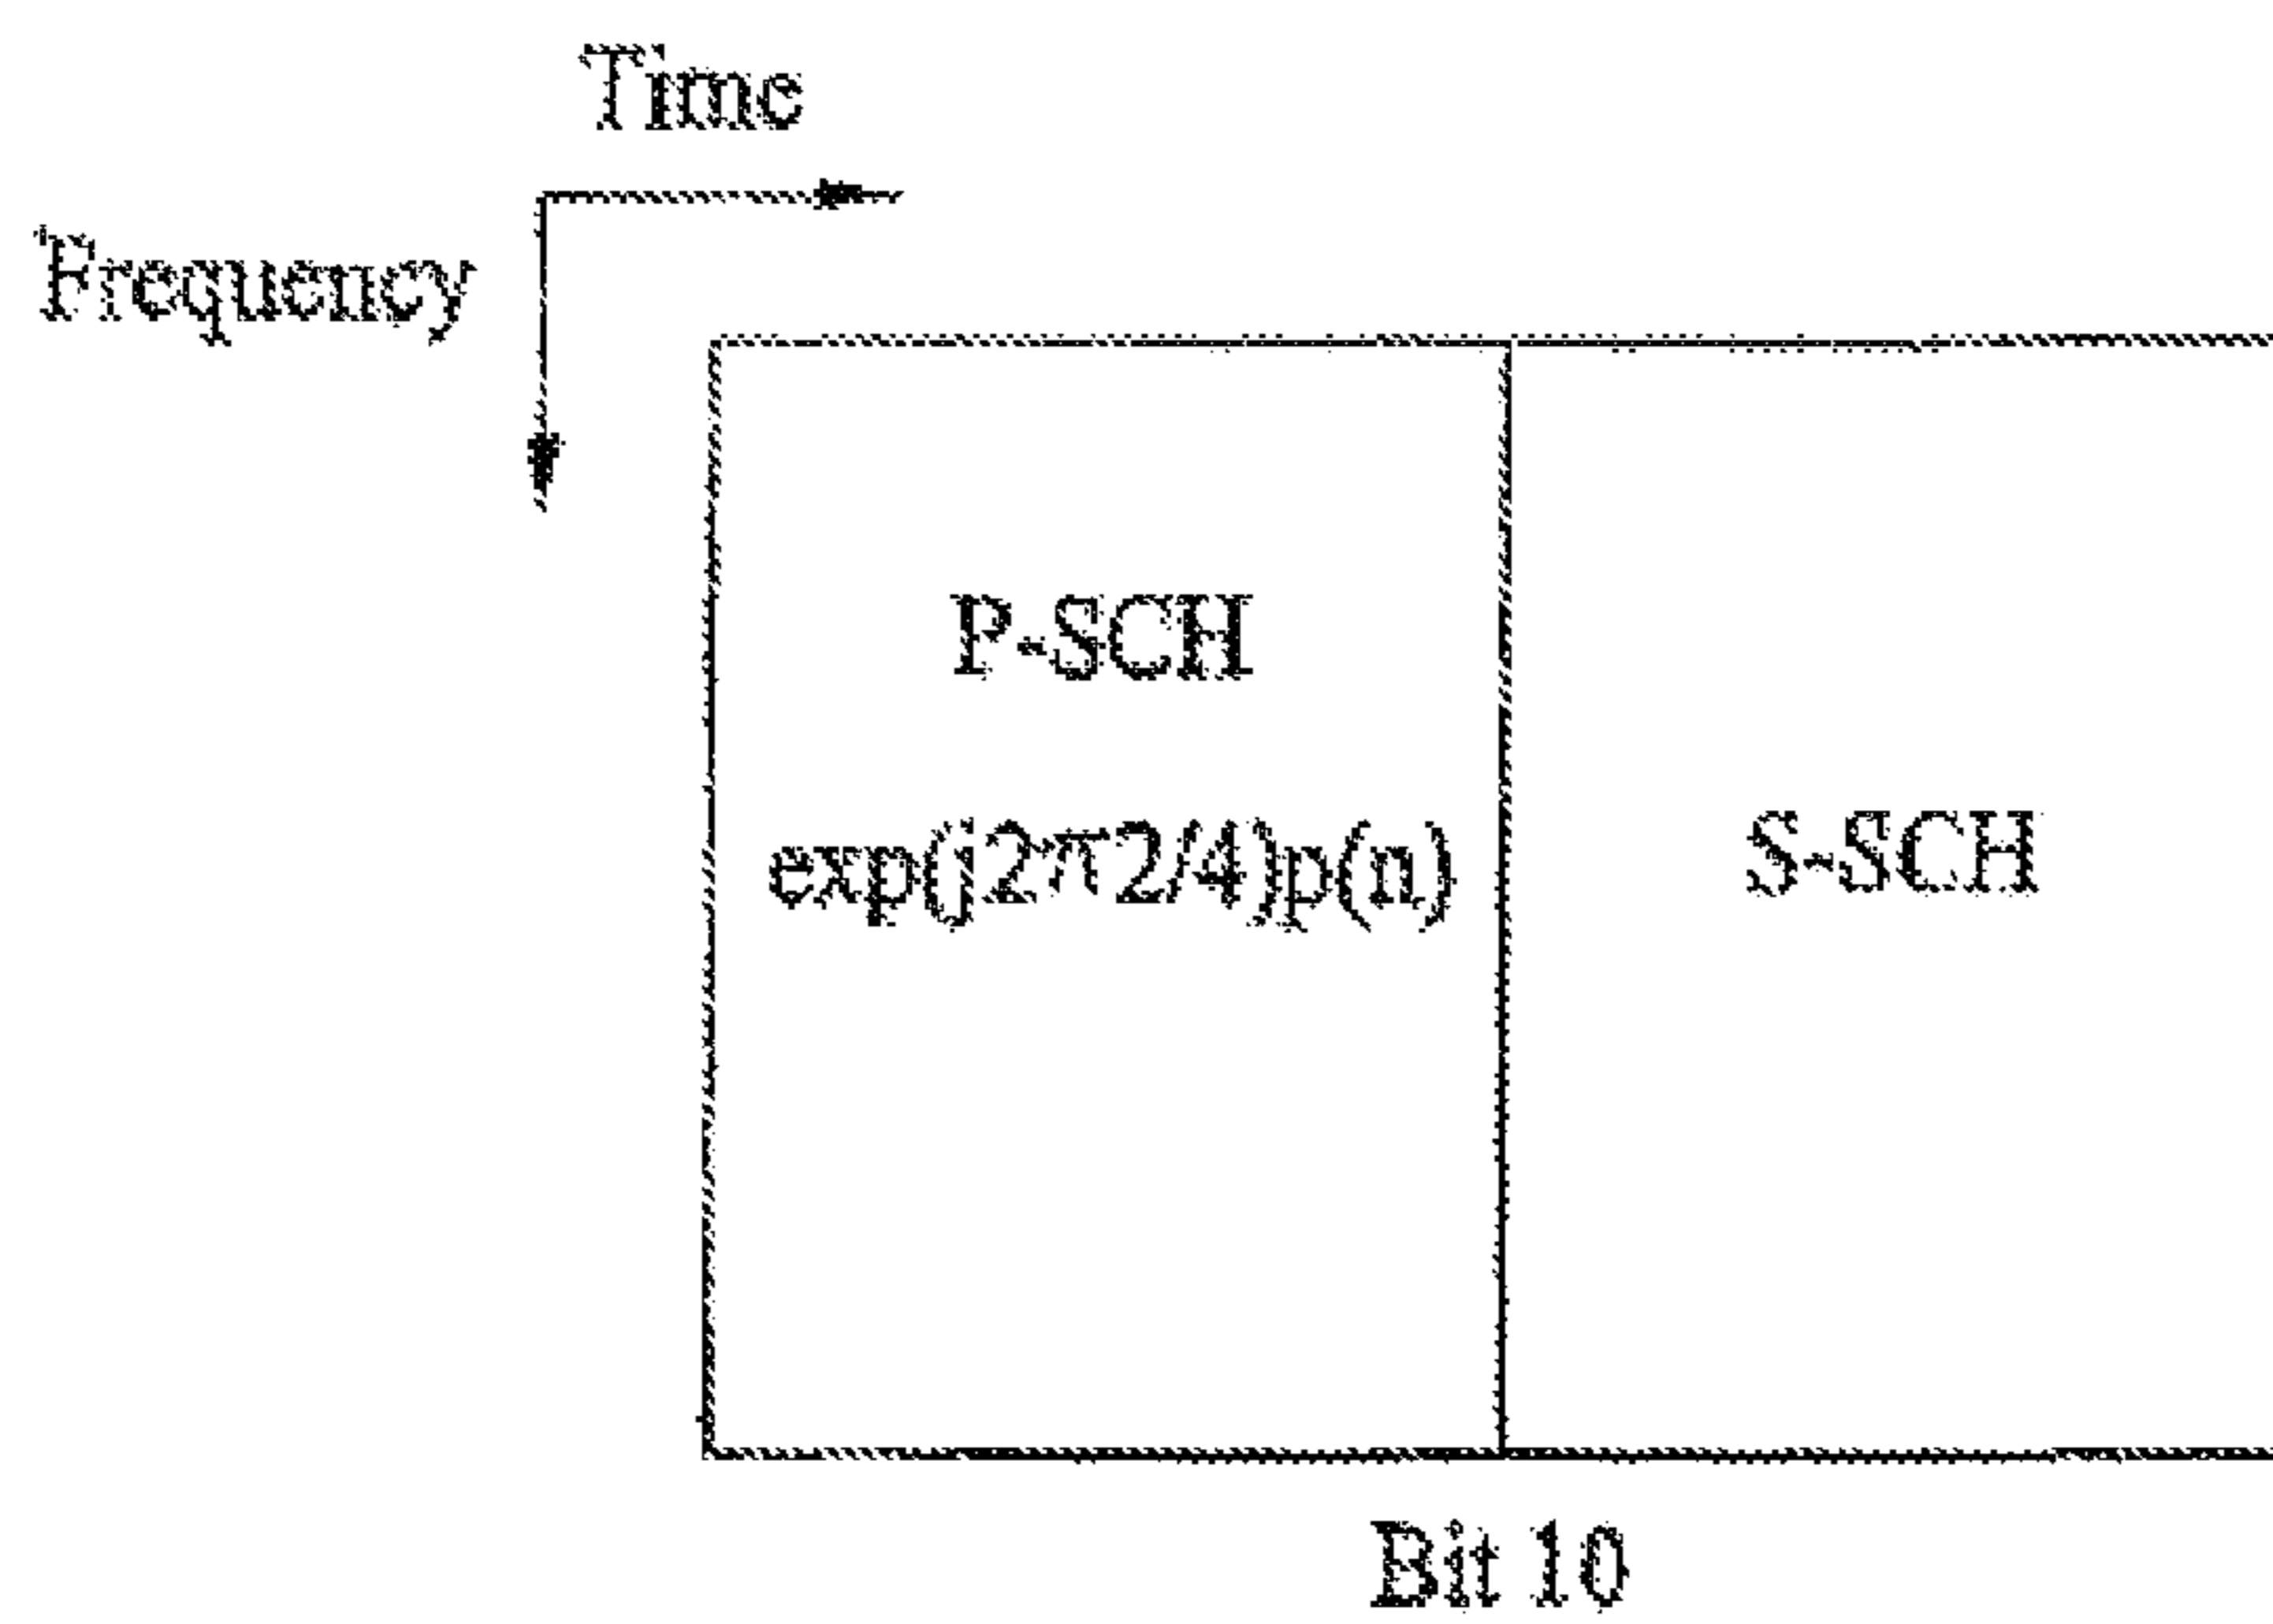 Time
Frequency
P-SCH
exp(j2π2/4)p(n)
S-SCH
Bit 10